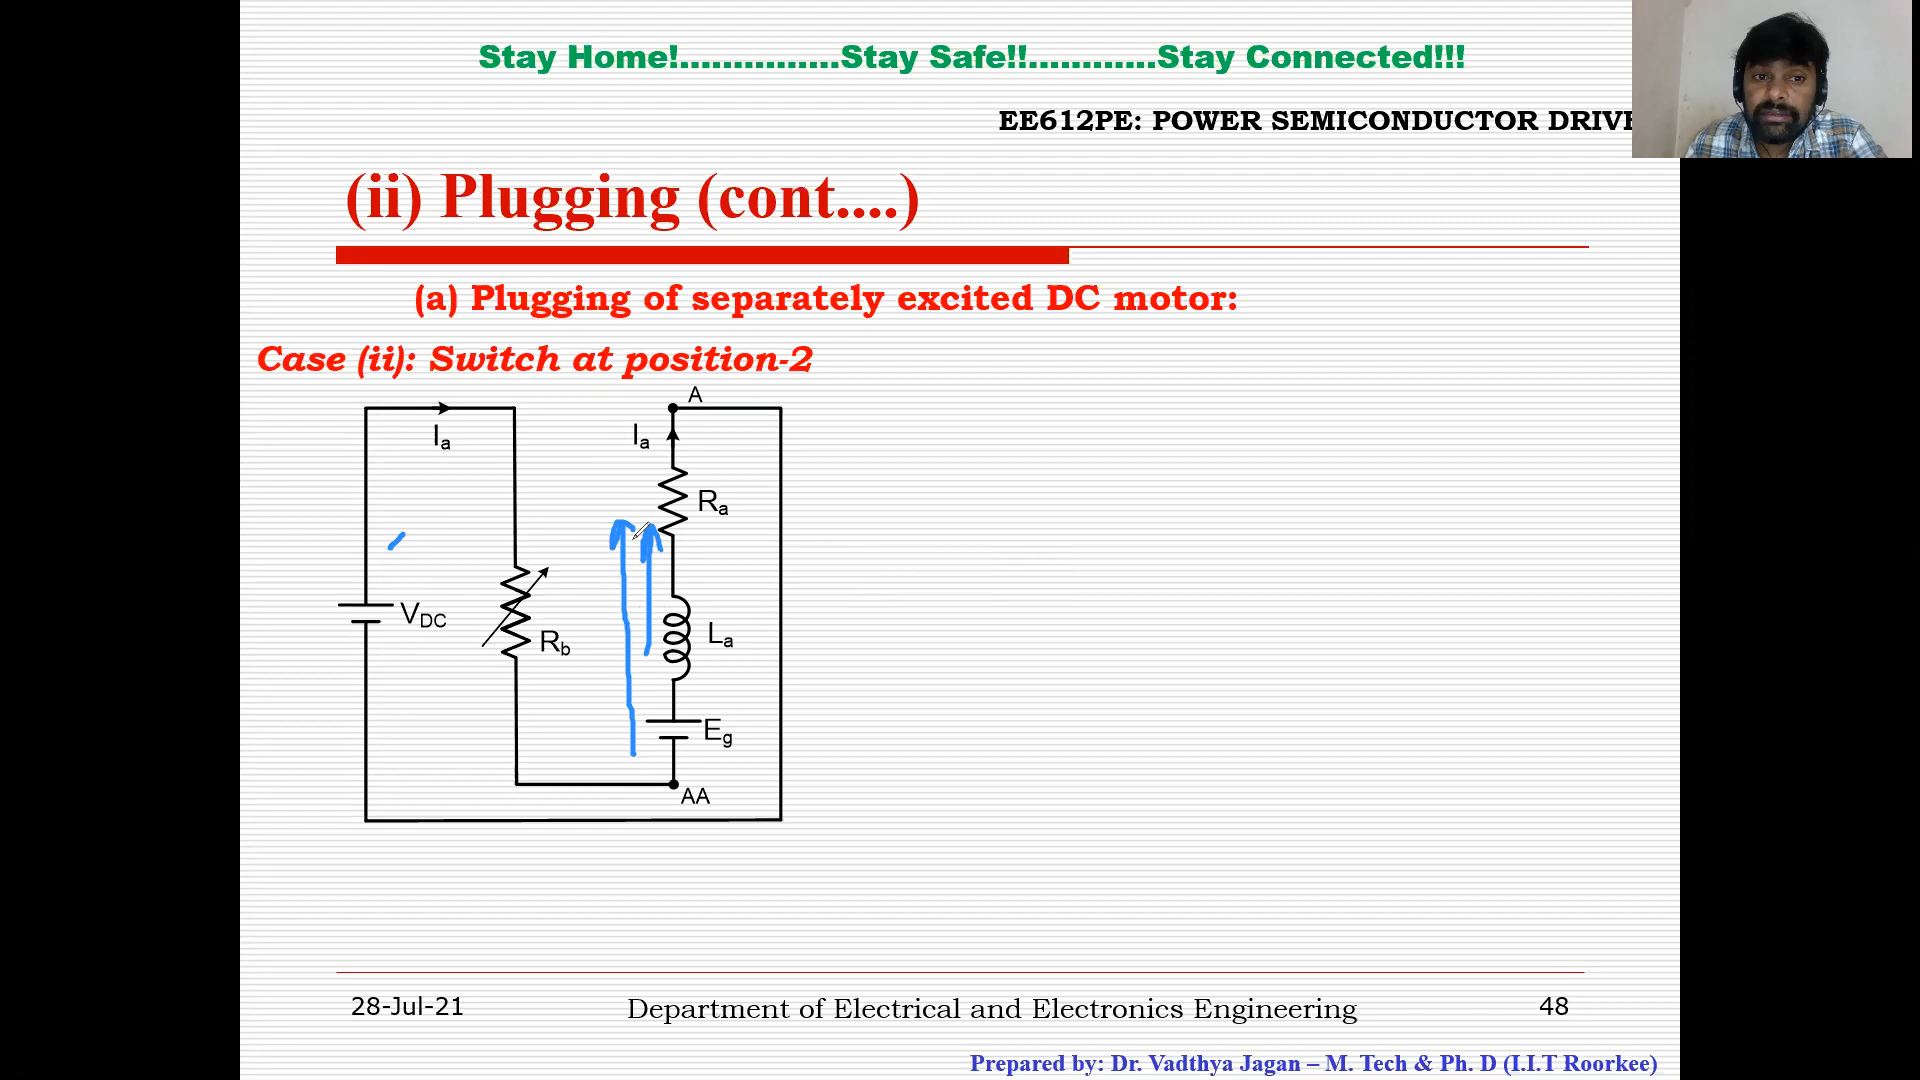 Stay Home!...............Stay Safe!!............Stay Connected!!!
EE612PE: POWER SEMICONDUCTOR DRIVE
(ii) Plugging (cont....)
(a) Plugging of separately excited DC motor:
Case (ii): Switch at position-2
A
Ia
Ia
Ra
VDC
Rb
La
Eg
AA
28-Jul-21
Department of Electrical and Electronics Engineering
48
Prepared by: Dr. Vadthya Jagan – M. Tech & Ph. D (I.I.T Roorkee)